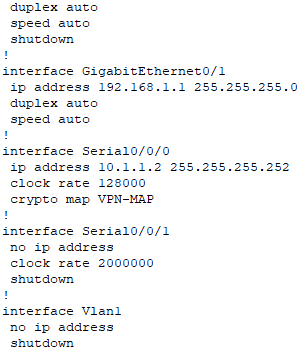 duplex auto
speed auto
shutdown
!
interface GigabitEthernet0/1
ip address 192.168.1.1 255.255.255.0
duplex auto
speed auto
!
interface Serial0/0/0
ip address 10.1.1.2 255.255.255.252
clock rate 128000
crypto map VPN-MAP
!
interface Serial0/0/1
no ip address
clock rate 2000000
shutdown
!
interface Vlan1
no ip address
shutdown